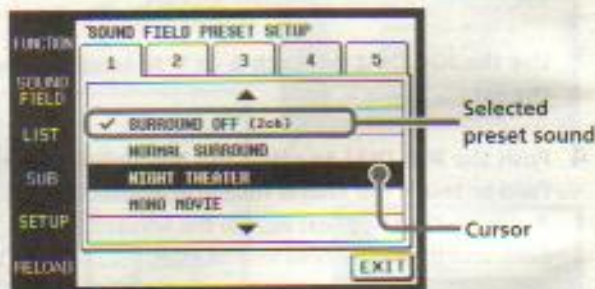 FUNCTION
SOUND FIELD
LIST
SUB
SETUP
RELOAD
SOUND FIELD PRESET SETUP
1 2 3 4 5
✓ SURROUND OFF (2ch)
NORMAL SURROUND
NIGHT THEATER
MONO MOVIE
EXIT
Selected
preset sound
Cursor